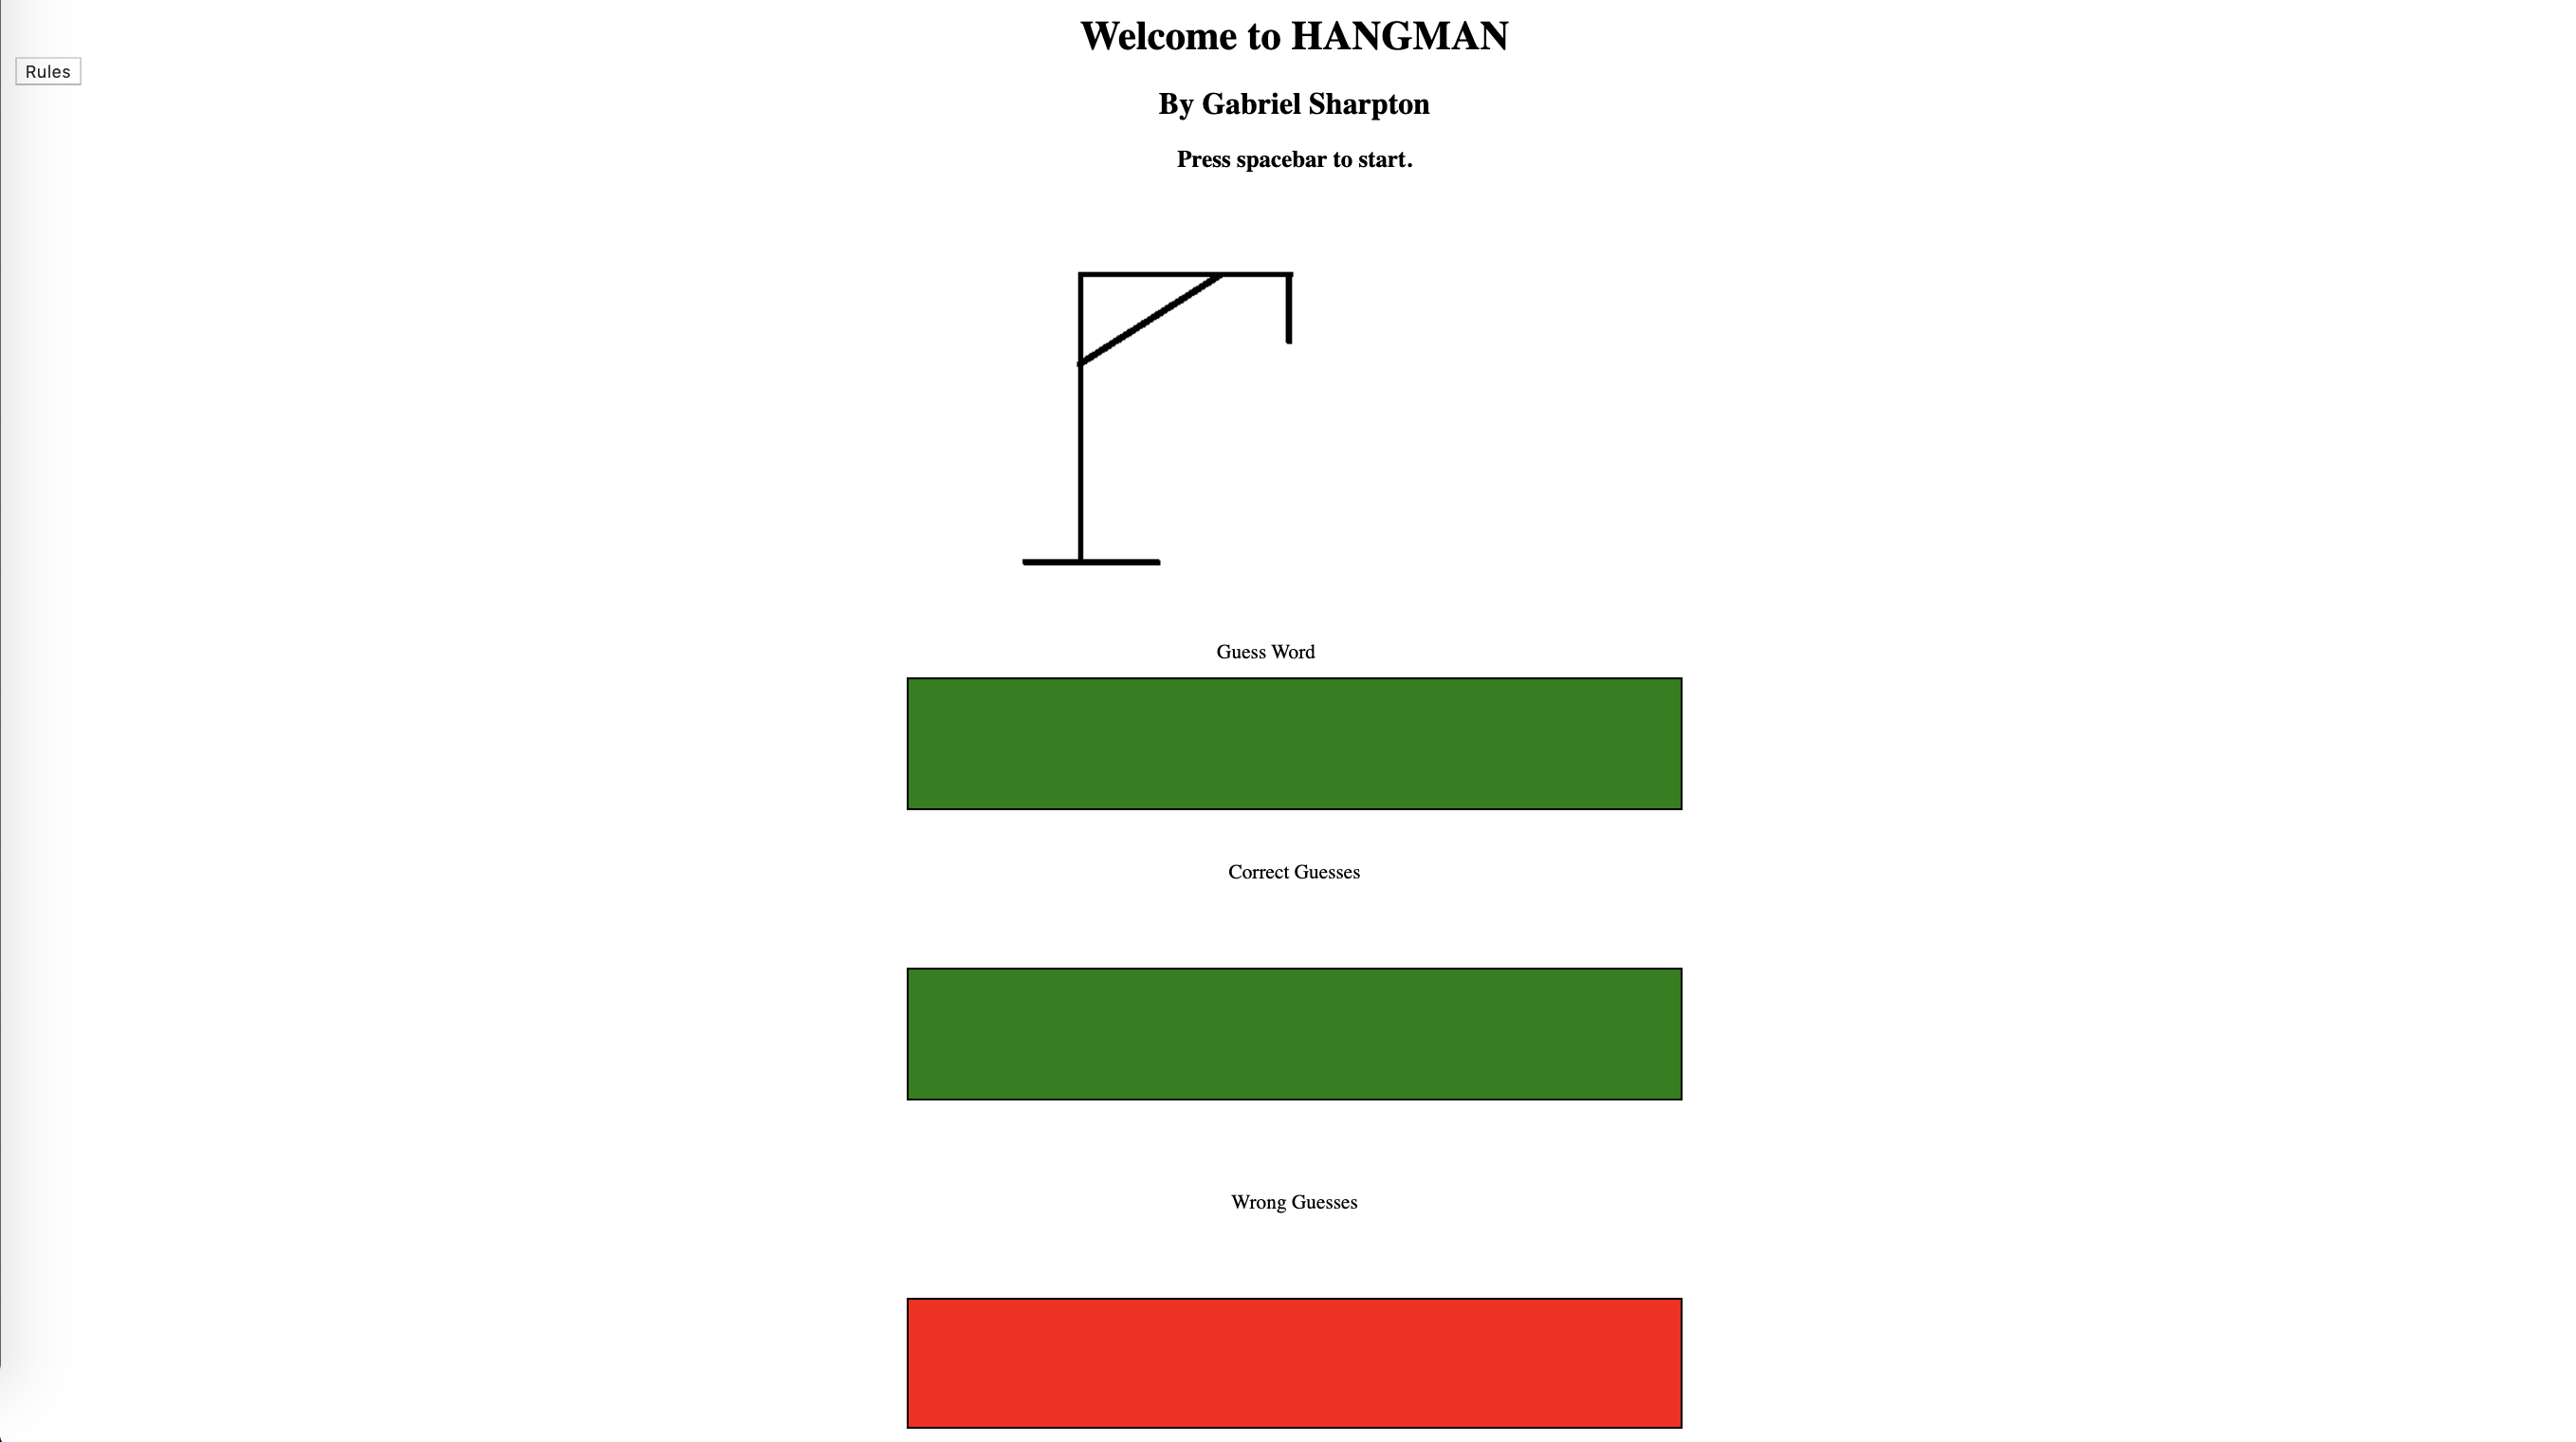 Welcome to HANGMAN
Rules
By Gabriel Sharpton
Press spacebar to start.
Guess Word
Correct Guesses
Wrong Guesses